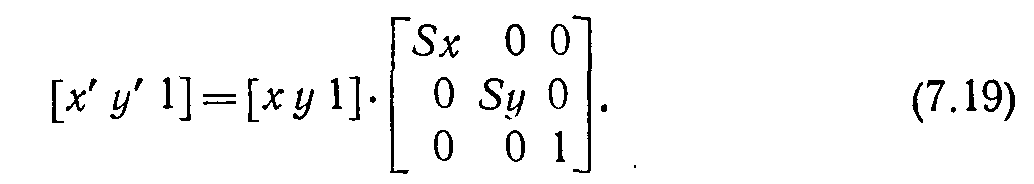 Sx 0 0
[x′ y′ 1]=[x y 1]· 0 Sy 0 . (7.19)
0 0 1